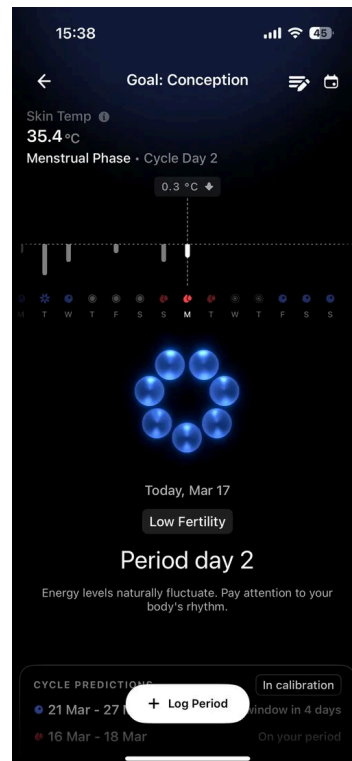 15:38
45
Goal: Conception
Skin Temp
35.4 °C
Menstrual Phase • Cycle Day 2
0.3 °C
M T W T F S S M T W T F S S
Today, Mar 17
Low Fertility
Period day 2
Energy levels naturally fluctuate. Pay attention to your
body's rhythm.
CYCLE PREDICTIONS
In calibration
21 Mar - 27
window in 4 days
+ Log Period
16 Mar - 18 Mar
On your period